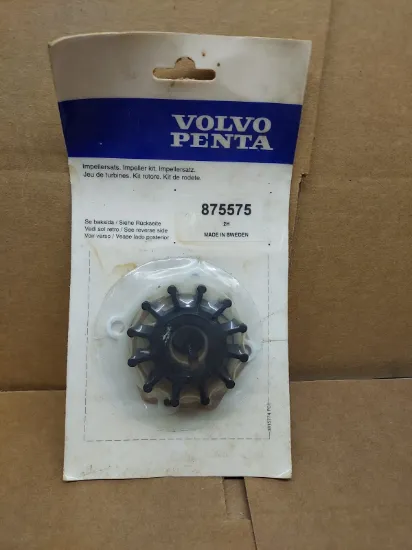 VOLVO
PENTA
Impellersats. Impeller kit. Impellersatz.
Jeu de turbines. Kit rotore. Kit de rodete.
875575
Se baksida / Siehe Rückseite
Vedi sul retro / See reverse side
Voir verso / Véase lado posterior
MADE IN SWEDEN